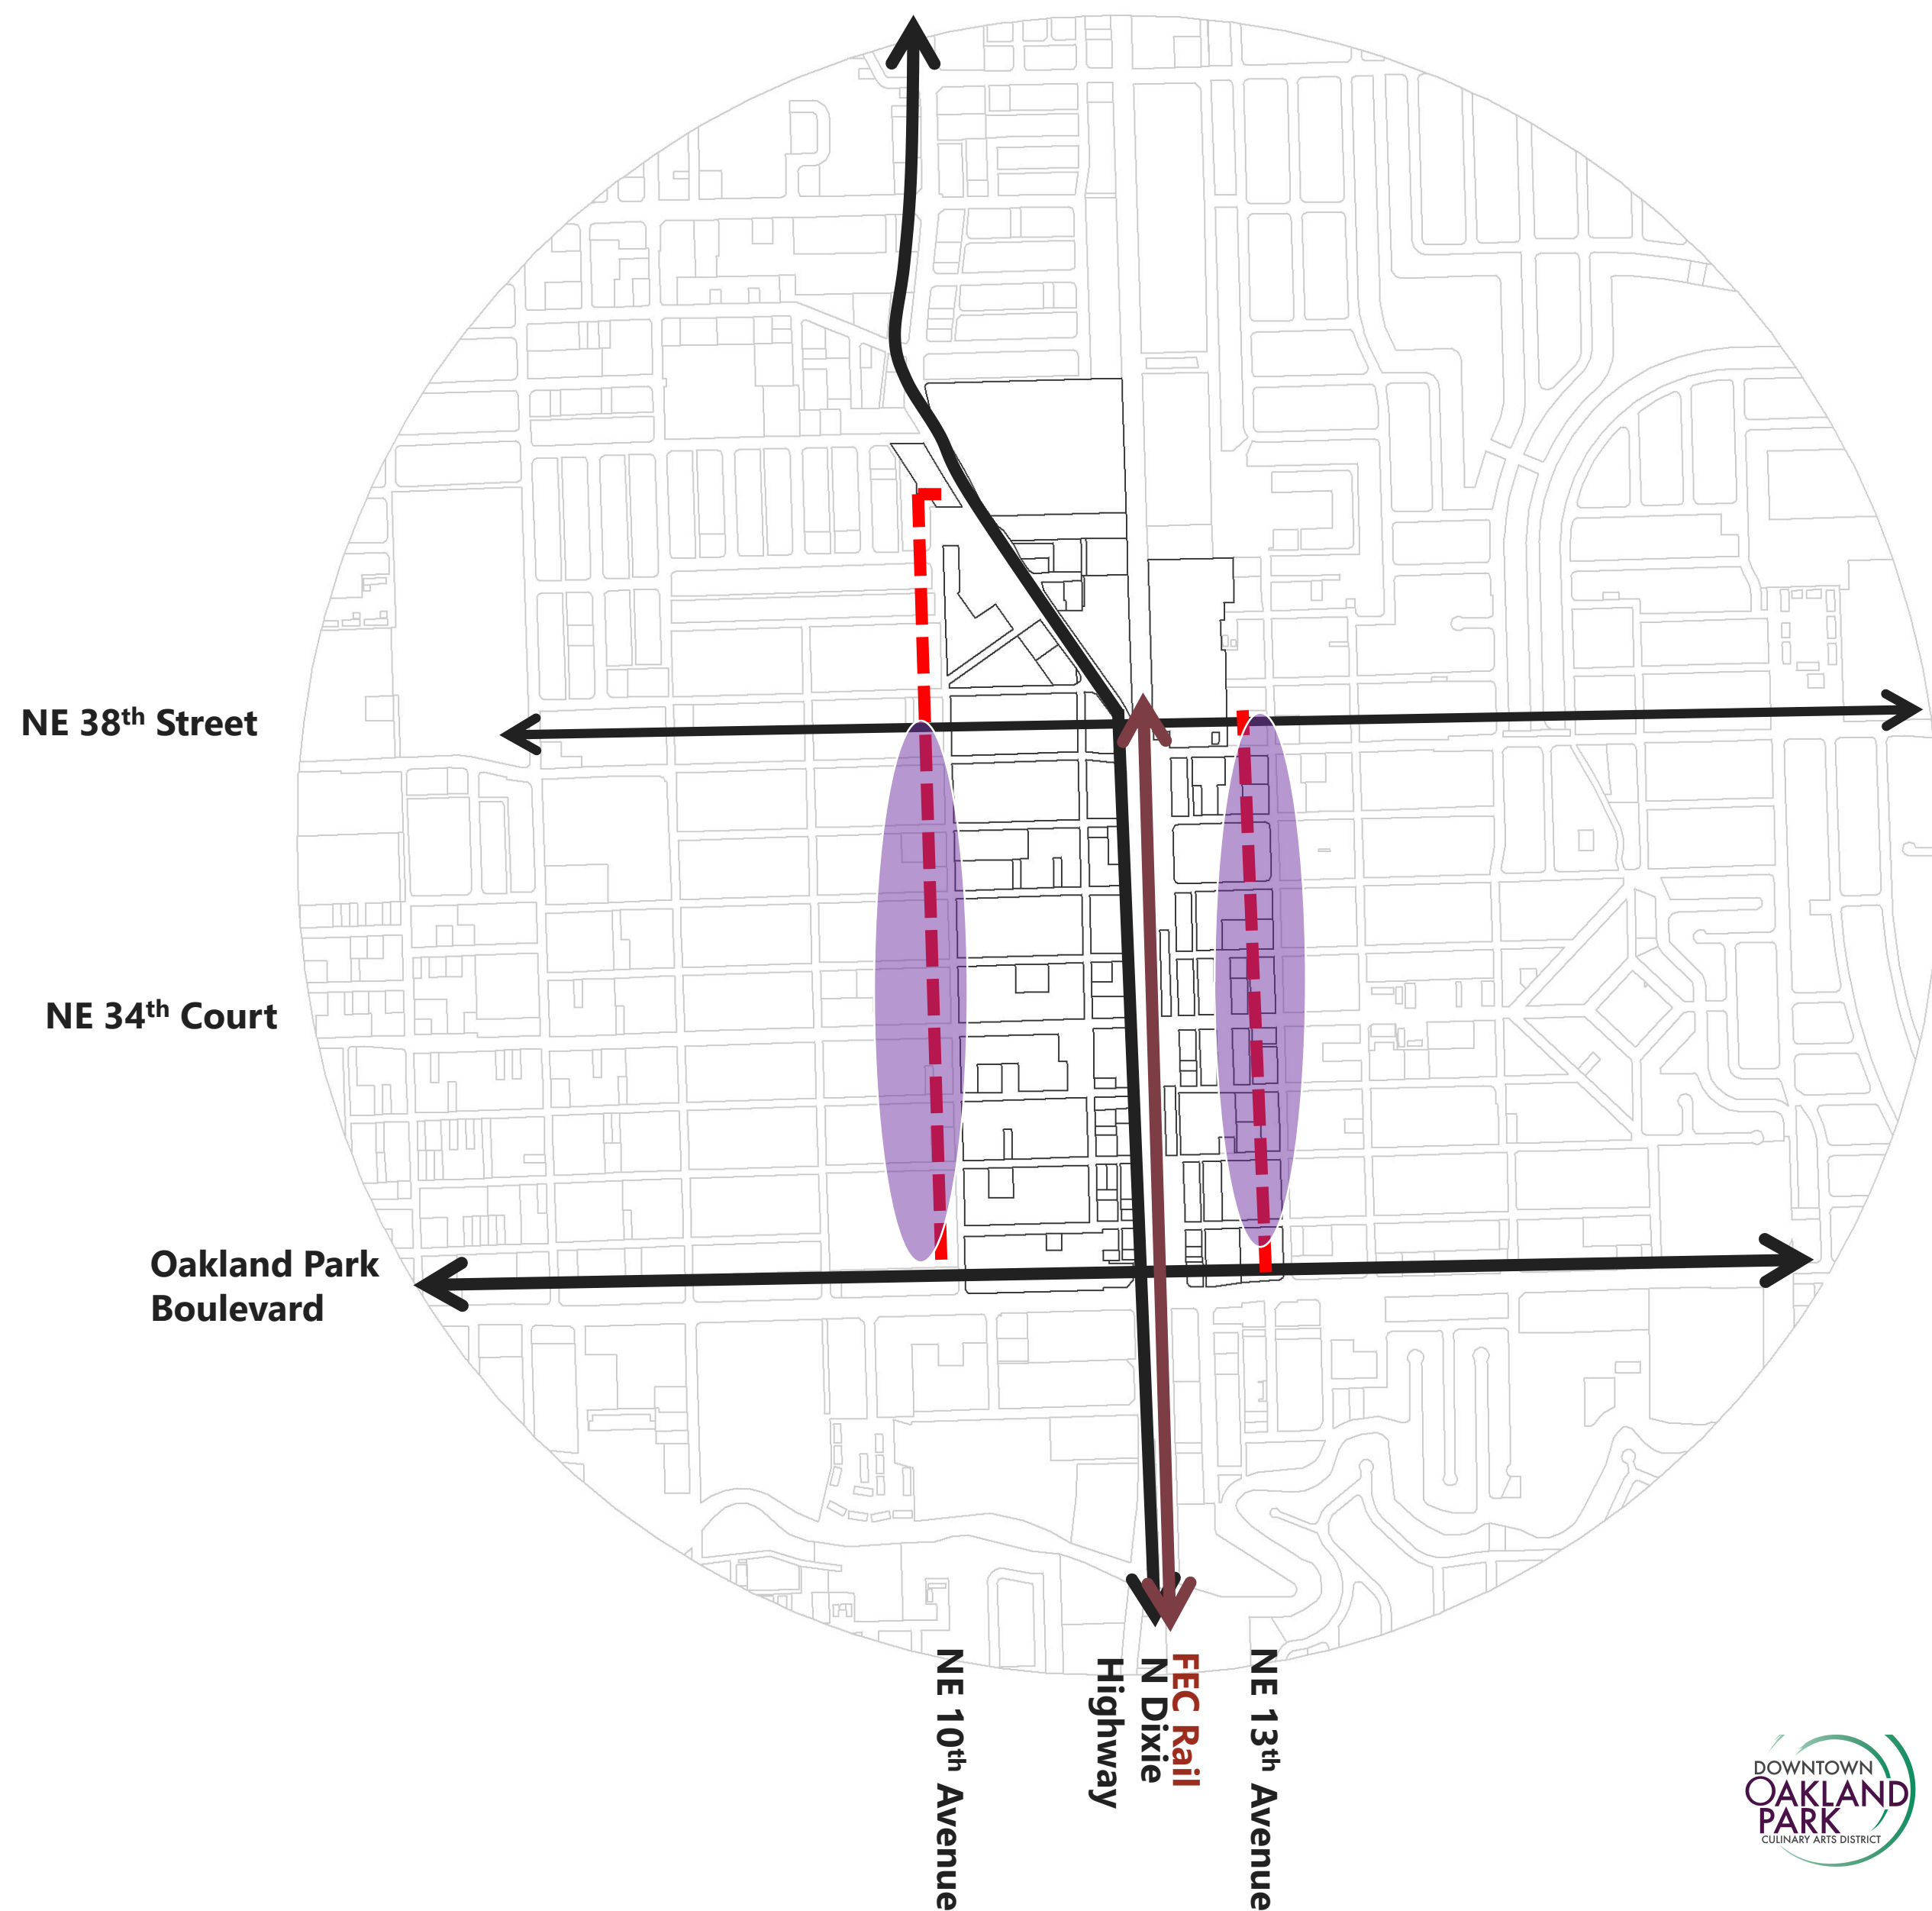 NE 38th Street
NE 34th Court
Oakland Park
Boulevard
NE 10th Avenue
N Dixie
Highway
FEC Rail
NE 13th Avenue
DOWNTOWN
OAKLAND
PARK
CULINARY ARTS DISTRICT